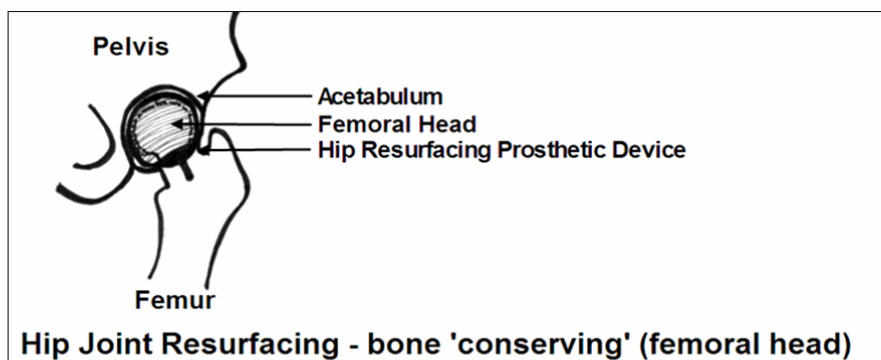 Pelvis
Acetabulum
Femoral Head
Hip Resurfacing Prosthetic Device
Femur
Hip Joint Resurfacing - bone 'conserving' (femoral head)